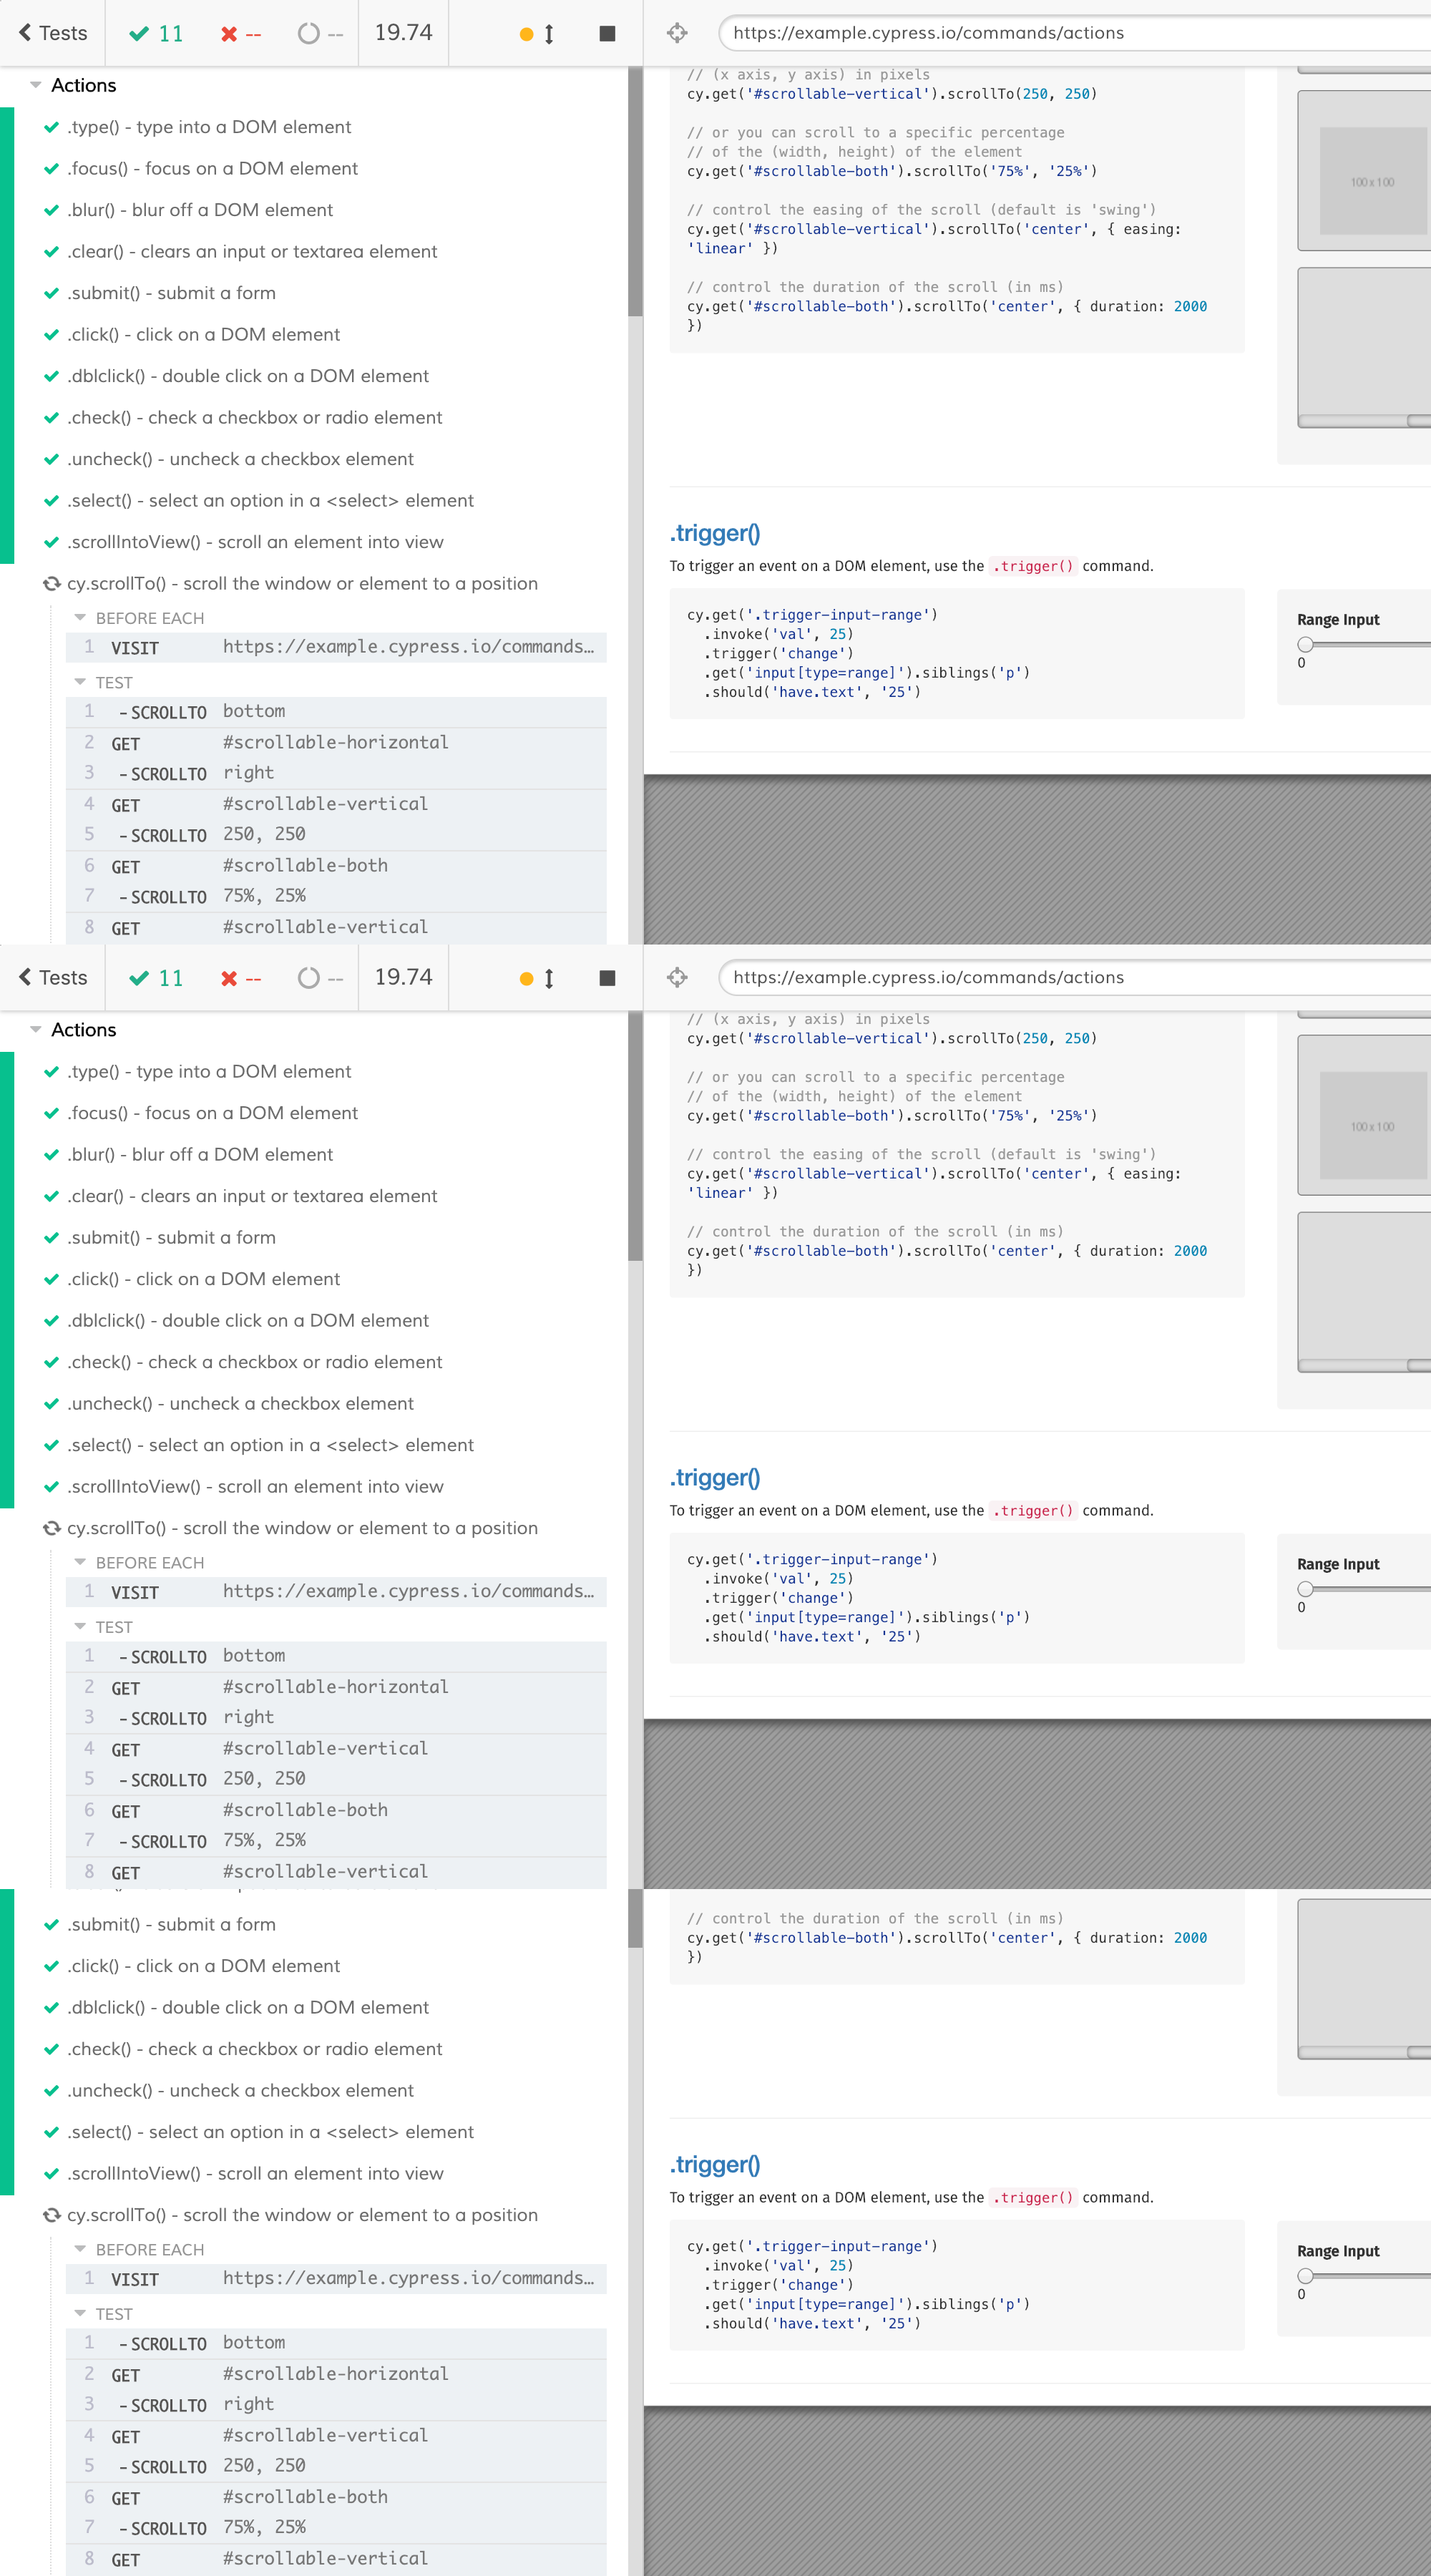 Tests 11 -- -- 19.74
https://example.cypress.io/commands/actions
Actions
.type() - type into a DOM element
.focus() - focus on a DOM element
.blur() - blur off a DOM element
.clear() - clears an input or textarea element
.submit() - submit a form
.click() - click on a DOM element
.dblclick() - double click on a DOM element
.check() - check a checkbox or radio element
.uncheck() - uncheck a checkbox element
.select() - select an option in a <select> element
.scrollIntoView() - scroll an element into view
cy.scrollTo() - scroll the window or element to a position
BEFORE EACH
1 VISIT https://example.cypress.io/commands…
TEST
1 -SCROLLTO bottom
2 GET #scrollable-horizontal
3 -SCROLLTO right
4 GET #scrollable-vertical
5 -SCROLLTO 250, 250
6 GET #scrollable-both
7 -SCROLLTO 75%, 25%
8 GET #scrollable-vertical
// (x axis, y axis) in pixels
cy.get('#scrollable-vertical').scrollTo(250, 250)
// or you can scroll to a specific percentage
// of the (width, height) of the element
cy.get('#scrollable-both').scrollTo('75%', '25%')
// control the easing of the scroll (default is 'swing')
cy.get('#scrollable-vertical').scrollTo('center', { easing:
'linear' })
// control the duration of the scroll (in ms)
cy.get('#scrollable-both').scrollTo('center', { duration: 2000
})
100 x 100
.trigger()
To trigger an event on a DOM element, use the .trigger() command.
cy.get('.trigger-input-range')
.invoke('val', 25)
.trigger('change')
.get('input[type=range]').siblings('p')
.should('have.text', '25')
Range Input
0
Tests 11 -- -- 19.74
https://example.cypress.io/commands/actions
Actions
.type() - type into a DOM element
.focus() - focus on a DOM element
.blur() - blur off a DOM element
.clear() - clears an input or textarea element
.submit() - submit a form
.click() - click on a DOM element
.dblclick() - double click on a DOM element
.check() - check a checkbox or radio element
.uncheck() - uncheck a checkbox element
.select() - select an option in a <select> element
.scrollIntoView() - scroll an element into view
cy.scrollTo() - scroll the window or element to a position
BEFORE EACH
1 VISIT https://example.cypress.io/commands…
TEST
1 -SCROLLTO bottom
2 GET #scrollable-horizontal
3 -SCROLLTO right
4 GET #scrollable-vertical
5 -SCROLLTO 250, 250
6 GET #scrollable-both
7 -SCROLLTO 75%, 25%
8 GET #scrollable-vertical
// (x axis, y axis) in pixels
cy.get('#scrollable-vertical').scrollTo(250, 250)
// or you can scroll to a specific percentage
// of the (width, height) of the element
cy.get('#scrollable-both').scrollTo('75%', '25%')
// control the easing of the scroll (default is 'swing')
cy.get('#scrollable-vertical').scrollTo('center', { easing:
'linear' })
// control the duration of the scroll (in ms)
cy.get('#scrollable-both').scrollTo('center', { duration: 2000
})
100 x 100
.trigger()
To trigger an event on a DOM element, use the .trigger() command.
cy.get('.trigger-input-range')
.invoke('val', 25)
.trigger('change')
.get('input[type=range]').siblings('p')
.should('have.text', '25')
Range Input
0
.submit() - submit a form
.click() - click on a DOM element
.dblclick() - double click on a DOM element
.check() - check a checkbox or radio element
.uncheck() - uncheck a checkbox element
.select() - select an option in a <select> element
.scrollIntoView() - scroll an element into view
cy.scrollTo() - scroll the window or element to a position
BEFORE EACH
1 VISIT https://example.cypress.io/commands…
TEST
1 -SCROLLTO bottom
2 GET #scrollable-horizontal
3 -SCROLLTO right
4 GET #scrollable-vertical
5 -SCROLLTO 250, 250
6 GET #scrollable-both
7 -SCROLLTO 75%, 25%
8 GET #scrollable-vertical
// control the duration of the scroll (in ms)
cy.get('#scrollable-both').scrollTo('center', { duration: 2000
})
.trigger()
To trigger an event on a DOM element, use the .trigger() command.
cy.get('.trigger-input-range')
.invoke('val', 25)
.trigger('change')
.get('input[type=range]').siblings('p')
.should('have.text', '25')
Range Input
0